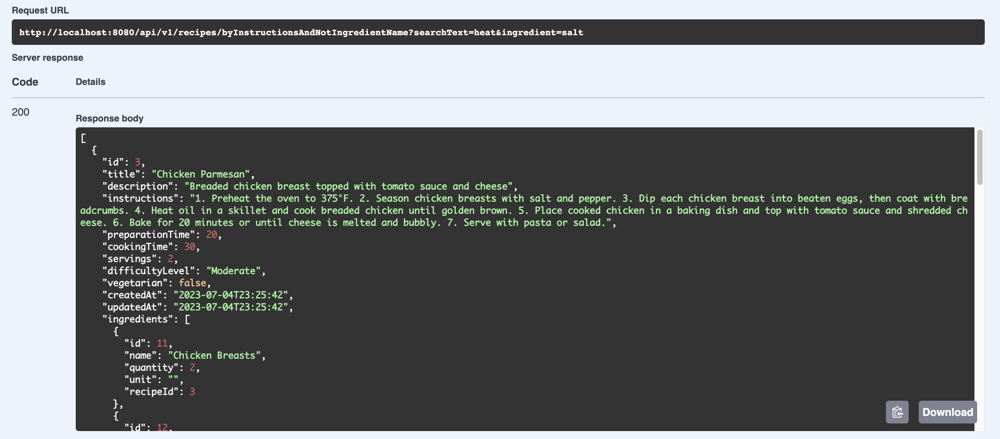 Request URL
http://localhost:8080/api/v1/recipes/byInstructionsAndNotIngredientName?searchText=heat&ingredient=salt
Server response
Code Details
200
Response body
[
{
"id": 3,
"title": "Chicken Parmesan",
"description": "Breaded chicken breast topped with tomato sauce and cheese",
"instructions": "1. Preheat the oven to 375°F. 2. Season chicken breasts with salt and pepper. 3. Dip each chicken breast into beaten eggs, then coat with bre
adcrumbs. 4. Heat oil in a skillet and cook breaded chicken until golden brown. 5. Place cooked chicken in a baking dish and top with tomato sauce and shredded ch
eese. 6. Bake for 20 minutes or until cheese is melted and bubbly. 7. Serve with pasta or salad.",
"preparationTime": 20,
"cookingTime": 30,
"servings": 2,
"difficultyLevel": "Moderate",
"vegetarian": false,
"createdAt": "2023-07-04T23:25:42",
"updatedAt": "2023-07-04T23:25:42",
"ingredients": [
{
"id": 11,
"name": "Chicken Breasts",
"quantity": 2,
"unit": "",
"recipeId": 3
},
{
"id": 12,
Download